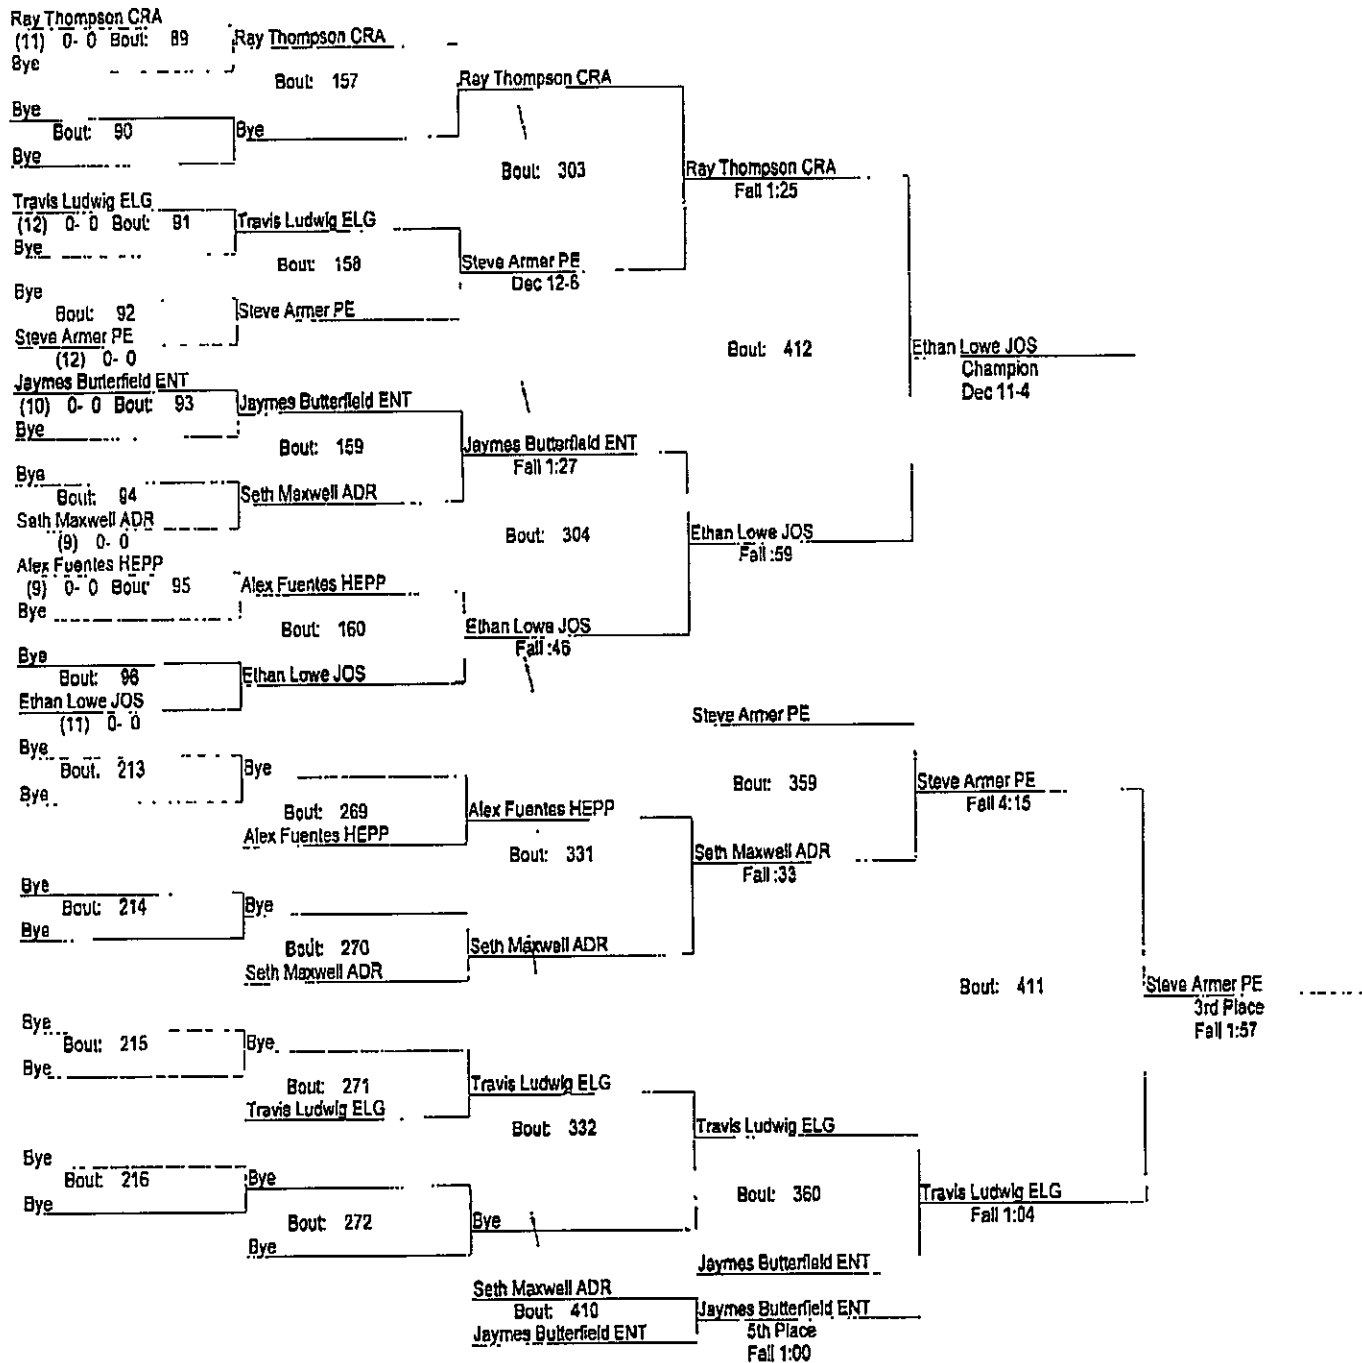 Ray Thompson CRA
(11) 0- 0 Bout: 89
Bye
Bye
Bout: 90
Bye
Travis Ludwig ELG
(12) 0- 0 Bout: 91
Bye
Bye
Bout: 92
Steve Armer PE
(12) 0- 0
Jaymes Butterfield ENT
(10) 0- 0 Bout: 93
Bye
Bye
Bout: 94
Seth Maxwell ADR
(9) 0- 0
Alex Fuentes HEPP
(9) 0- 0 Bout: 95
Bye
Bye
Bout: 96
Ethan Lowe JOS
(11) 0- 0
Ray Thompson CRA
Bout: 157
Bye
Travis Ludwig ELG
Bout: 158
Steve Armer PE
Jaymes Butterfield ENT
Bout: 159
Seth Maxwell ADR
Alex Fuentes HEPP
Bout: 160
Ethan Lowe JOS
Ray Thompson CRA
Bout: 303
Steve Armer PE
Dec 12-6
Jaymes Butterfield ENT
Fall 1:27
Bout: 304
Ethan Lowe JOS
Fall :46
Ray Thompson CRA
Fall 1:25
Bout: 412
Ethan Lowe JOS
Fall :59
Ethan Lowe JOS
Champion
Dec 11-4
Bye
Bout. 213
Bye
Bye
Bout: 214
Bye
Bye
Bout: 215
Bye
Bye
Bout: 216
Bye
Bye
Bout: 269
Alex Fuentes HEPP
Bye
Bout: 270
Seth Maxwell ADR
Bye
Bout: 271
Travis Ludwig ELG
Bye
Bout: 272
Bye
Alex Fuentes HEPP
Bout: 331
Seth Maxwell ADR
Travis Ludwig ELG
Bout: 332
Bye
Steve Armer PE
Bout: 359
Seth Maxwell ADR
Fall :33
Travis Ludwig ELG
Bout: 360
Jaymes Butterfield ENT
Steve Armer PE
Fall 4:15
Bout: 411
Travis Ludwig ELG
Fall 1:04
Steve Armer PE
3rd Place
Fall 1:57
Seth Maxwell ADR
Bout: 410
Jaymes Butterfield ENT
Jaymes Butterfield ENT
5th Place
Fall 1:00